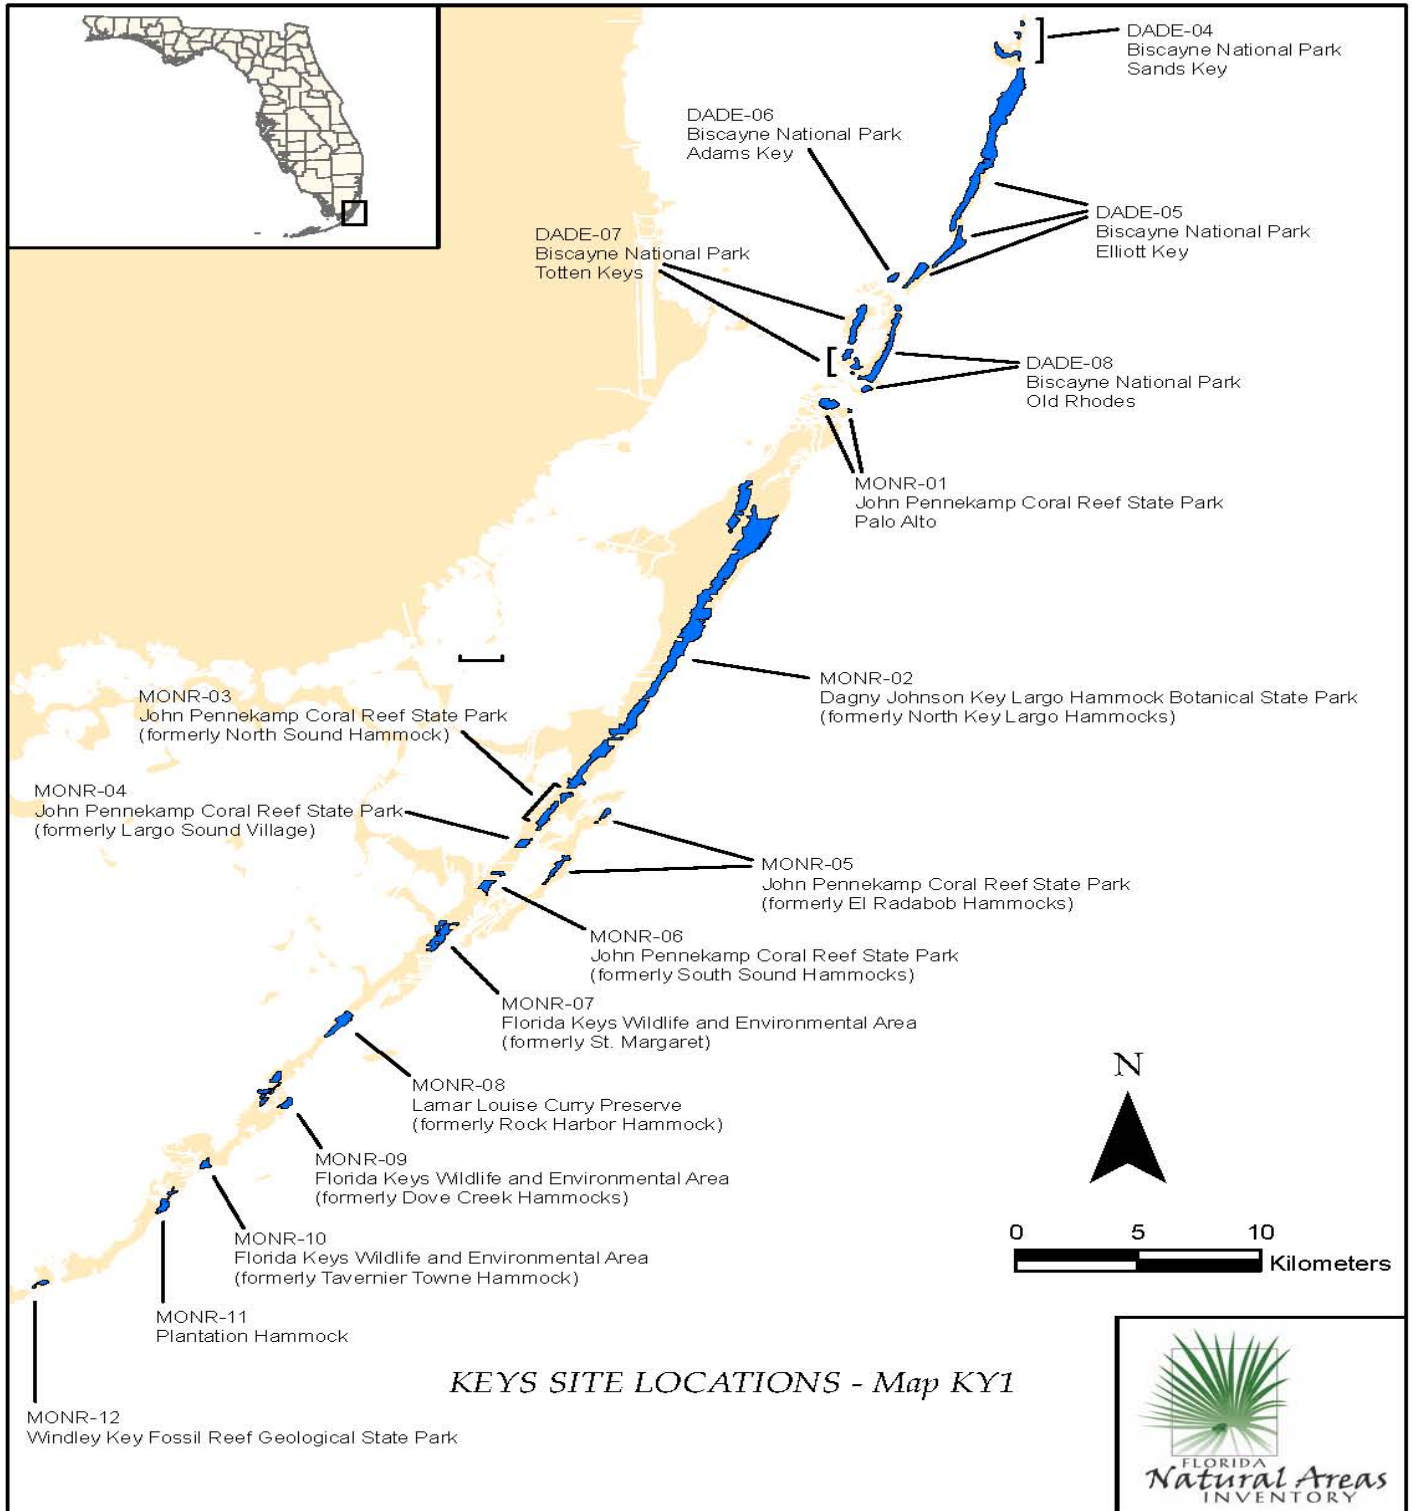 DADE-04
Biscayne National Park
Sands Key
DADE-06
Biscayne National Park
Adams Key
DADE-05
Biscayne National Park
Elliott Key
DADE-07
Biscayne National Park
Totten Keys
DADE-08
Biscayne National Park
Old Rhodes
MONR-01
John Pennekamp Coral Reef State Park
Palo Alto
MONR-02
Dagny Johnson Key Largo Hammock Botanical State Park
(formerly North Key Largo Hammocks)
MONR-03
John Pennekamp Coral Reef State Park
(formerly North Sound Hammock)
MONR-04
John Pennekamp Coral Reef State Park
(formerly Largo Sound Village)
MONR-05
John Pennekamp Coral Reef State Park
(formerly El Radabob Hammocks)
MONR-06
John Pennekamp Coral Reef State Park
(formerly South Sound Hammocks)
MONR-07
Florida Keys Wildlife and Environmental Area
(formerly St. Margaret)
MONR-08
Lamar Louise Curry Preserve
(formerly Rock Harbor Hammock)
MONR-09
Florida Keys Wildlife and Environmental Area
(formerly Dove Creek Hammocks)
MONR-10
Florida Keys Wildlife and Environmental Area
(formerly Tavernier Towne Hammock)
MONR-11
Plantation Hammock
MONR-12
Windley Key Fossil Reef Geological State Park
N
0 5 10
Kilometers
KEYS SITE LOCATIONS - Map KY1
FLORIDA
Natural Areas
INVENTORY